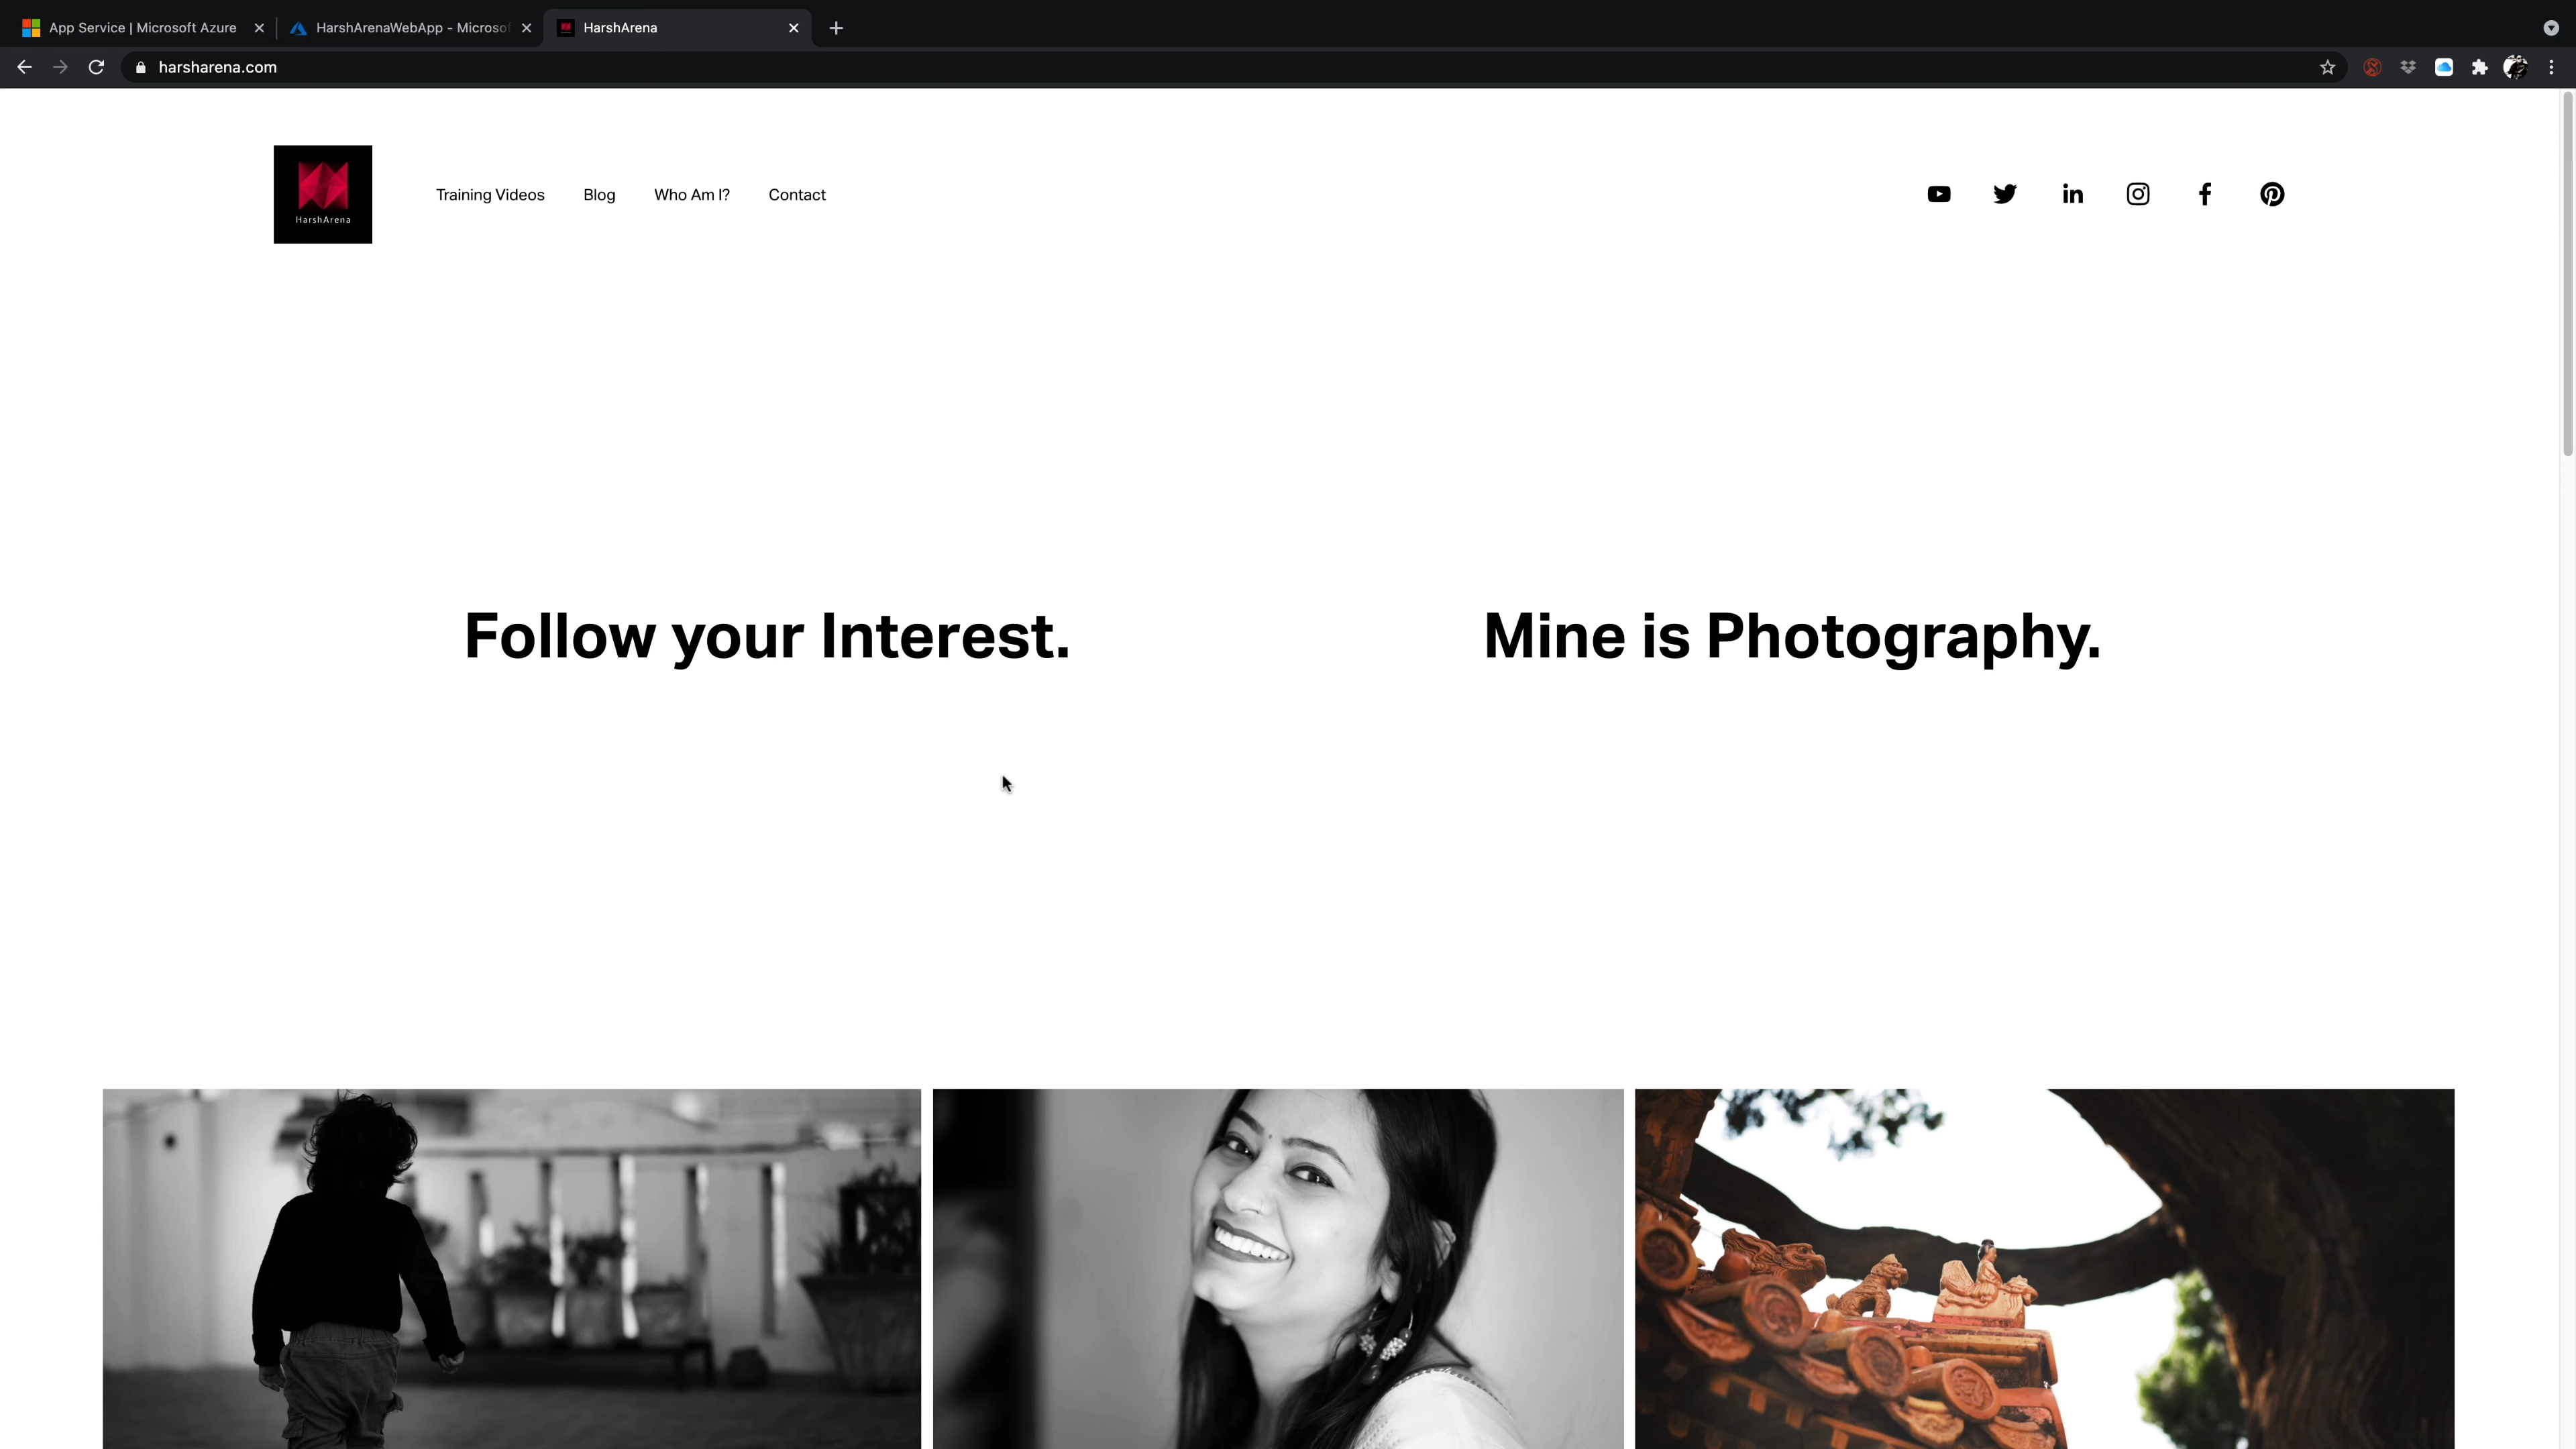 App Service | Microsoft Azure
HarshArenaWebApp - Microsof
HarshArena
harsharena.com
HarshArena
Training Videos
Blog
Who Am I?
Contact
Follow your Interest.
Mine is Photography.